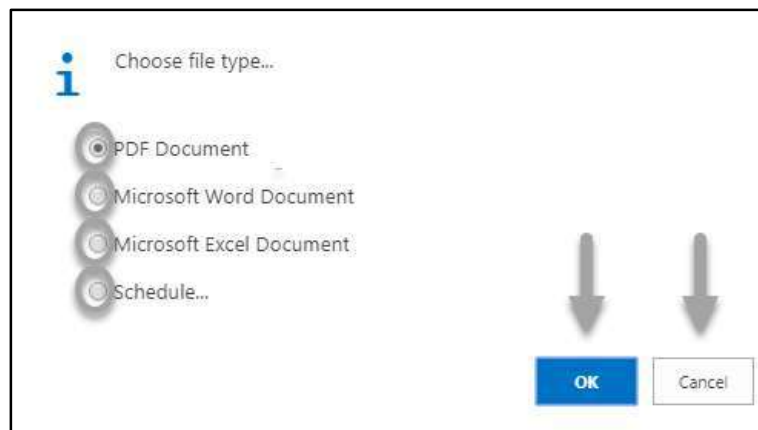 Choose file type...
PDF Document
Microsoft Word Document
Microsoft Excel Document
Schedule...
OK Cancel